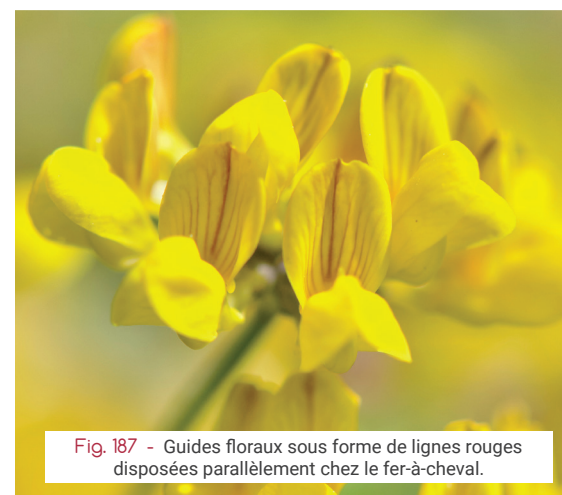 Fig. 187 - Guides floraux sous forme de lignes rouges
disposées parallèlement chez le fer-à-cheval.